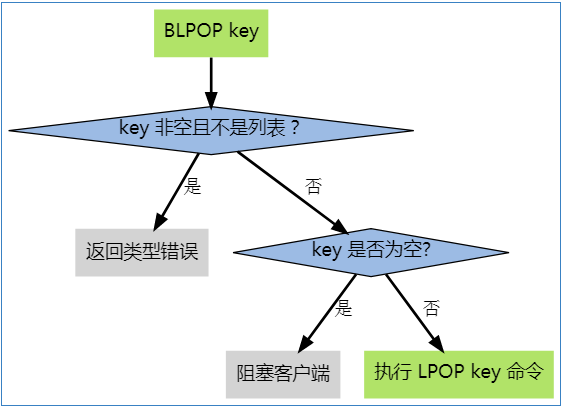 BLPOP key
key 非空且不是列表？
是
否
返回类型错误
key 是否为空?
是
否
阻塞客户端
执行 LPOP key 命令